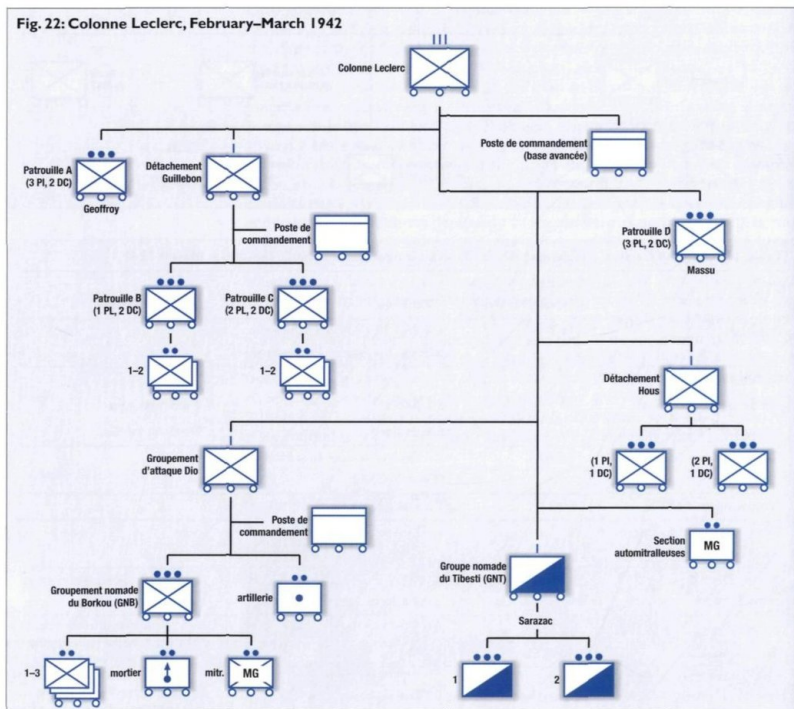 Fig. 22: Colonne Leclerc, February–March 1942
Colonne Leclerc
Poste de commandement
(base avancée)
Patrouille A
(3 Pl, 2 DC)
Geoffroy
Détachement
Guillebon
Poste de
commandement
Patrouille D
(3 PL, 2 DC)
Massu
Patrouille B
(1 PL, 2 DC)
Patrouille C
(2 PL, 2 DC)
1–2
1–2
Détachement
Hous
Groupement
d'attaque Dio
(1 Pl,
1 DC)
(2 Pl,
1 DC)
Poste de
commandement
Section
automitralleuses
MG
Groupe nomade
du Tibesti (GNT)
Sarazac
Groupement nomade
du Borkou (GNB)
artillerie
1–3
mortier
mitr.
MG
1
2